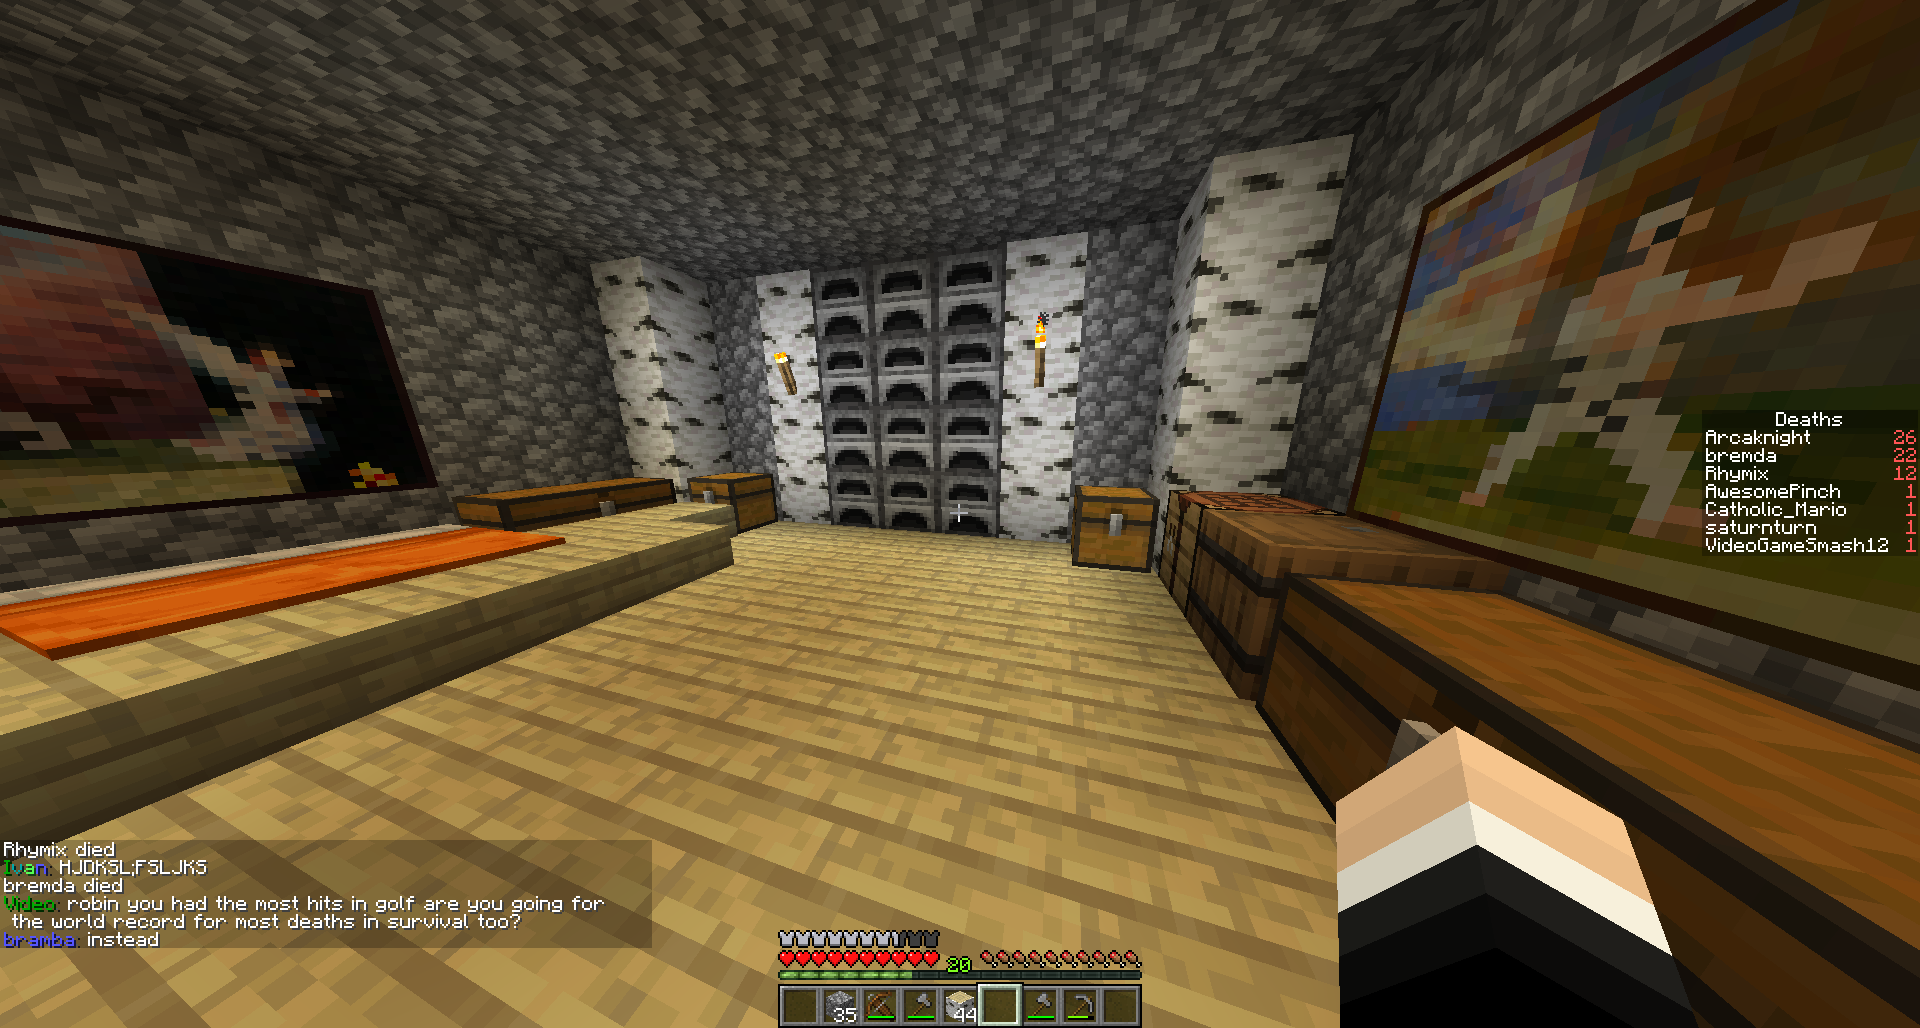 Deaths
Arcaknight 26
bremda 22
Rhymix 12
AwesomePinch 1
Catholic_Mario 1
saturnturn 1
VideoGameSmash12 1
Rhymix died
Ivan: HJDKSL;FSLJKS
bremda died
Video: robin you had the most hits in golf are you going for
the world record for most deaths in survival too?
bramba: instead
20
35 44